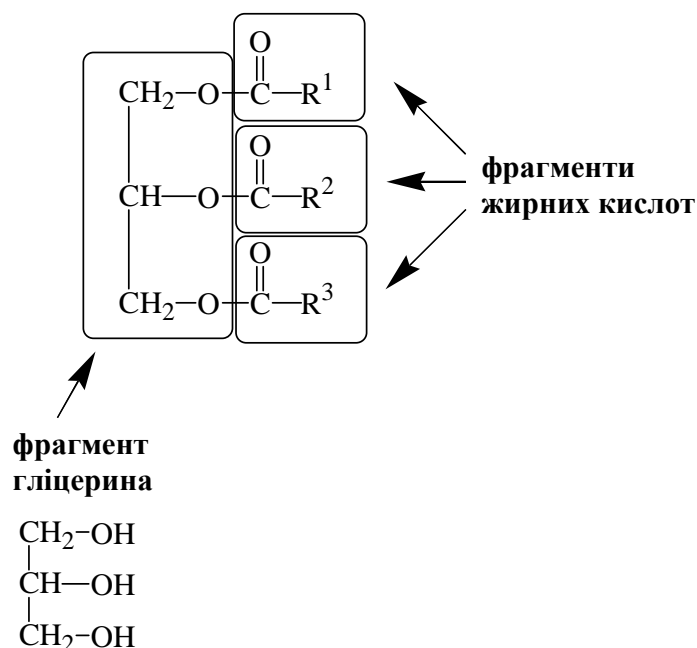 O
CH2-O-C-R1
O
CH-O-C-R2
O
CH2-O-C-R3
фрагменти
жирних кислот
фрагмент
гліцерина
CH2-OH
CH-OH
CH2-OH